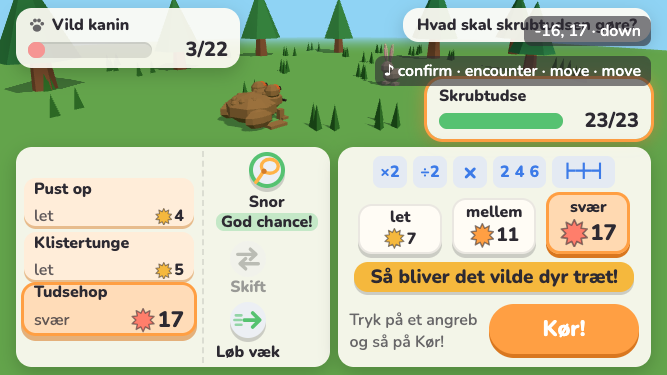 Vild kanin
3/22
Hvad skal skrubtudsen gøre?
-16, 17 · down
♪ confirm · encounter · move · move
Skrubtudse
23/23
Pust op
let
4
Klistertunge
let
5
Tudsehop
svær
17
Snor
God chance!
Skift
Løb væk
×2
÷2
×
2 4 6
let
7
mellem
11
svær
17
Så bliver det vilde dyr træt!
Tryk på et angreb
og så på Kør!
Kør!